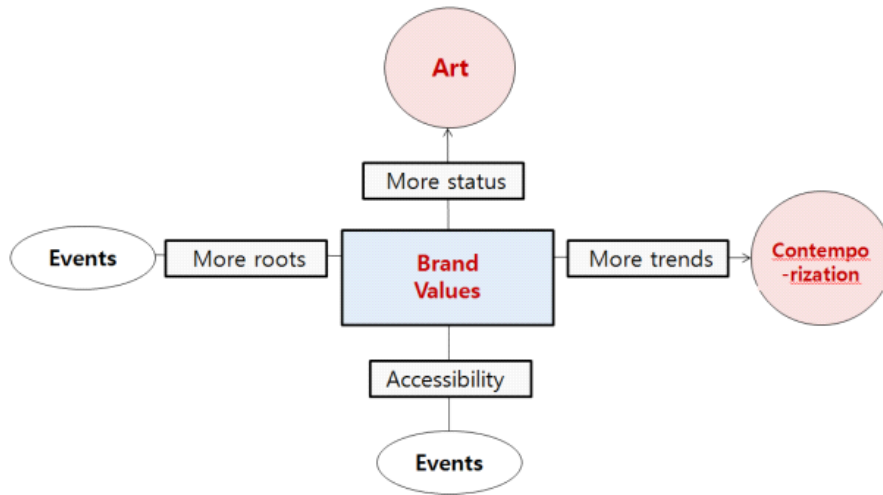 Art
More status
Events
More roots
Brand
Values
More trends
Contempo
-rization
Accessibility
Events